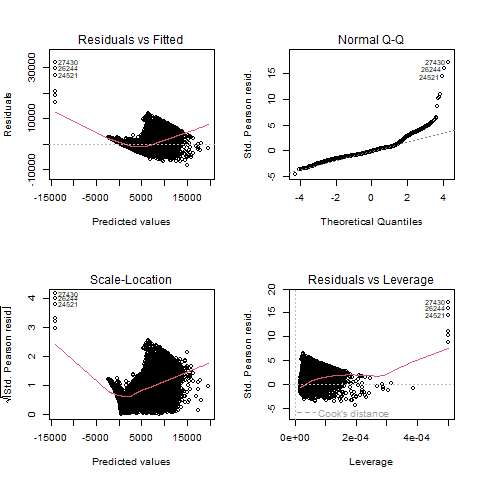 Residuals vs Fitted
Residuals
-10000 10000 30000
27430
26244
24521
-15000 -5000 5000 15000
Predicted values
Normal Q-Q
Std. Pearson resid.
-5 0 5 10 15
27430
26244
24521
-4 -2 0 2 4
Theoretical Quantiles
Scale-Location
√|Std. Pearson resid.|
0 1 2 3 4
27430
26244
24521
-15000 -5000 5000 15000
Predicted values
Residuals vs Leverage
Std. Pearson resid.
-5 0 5 10 15 20
27430
26244
24521
Cook's distance
0e+00 2e-04 4e-04
Leverage